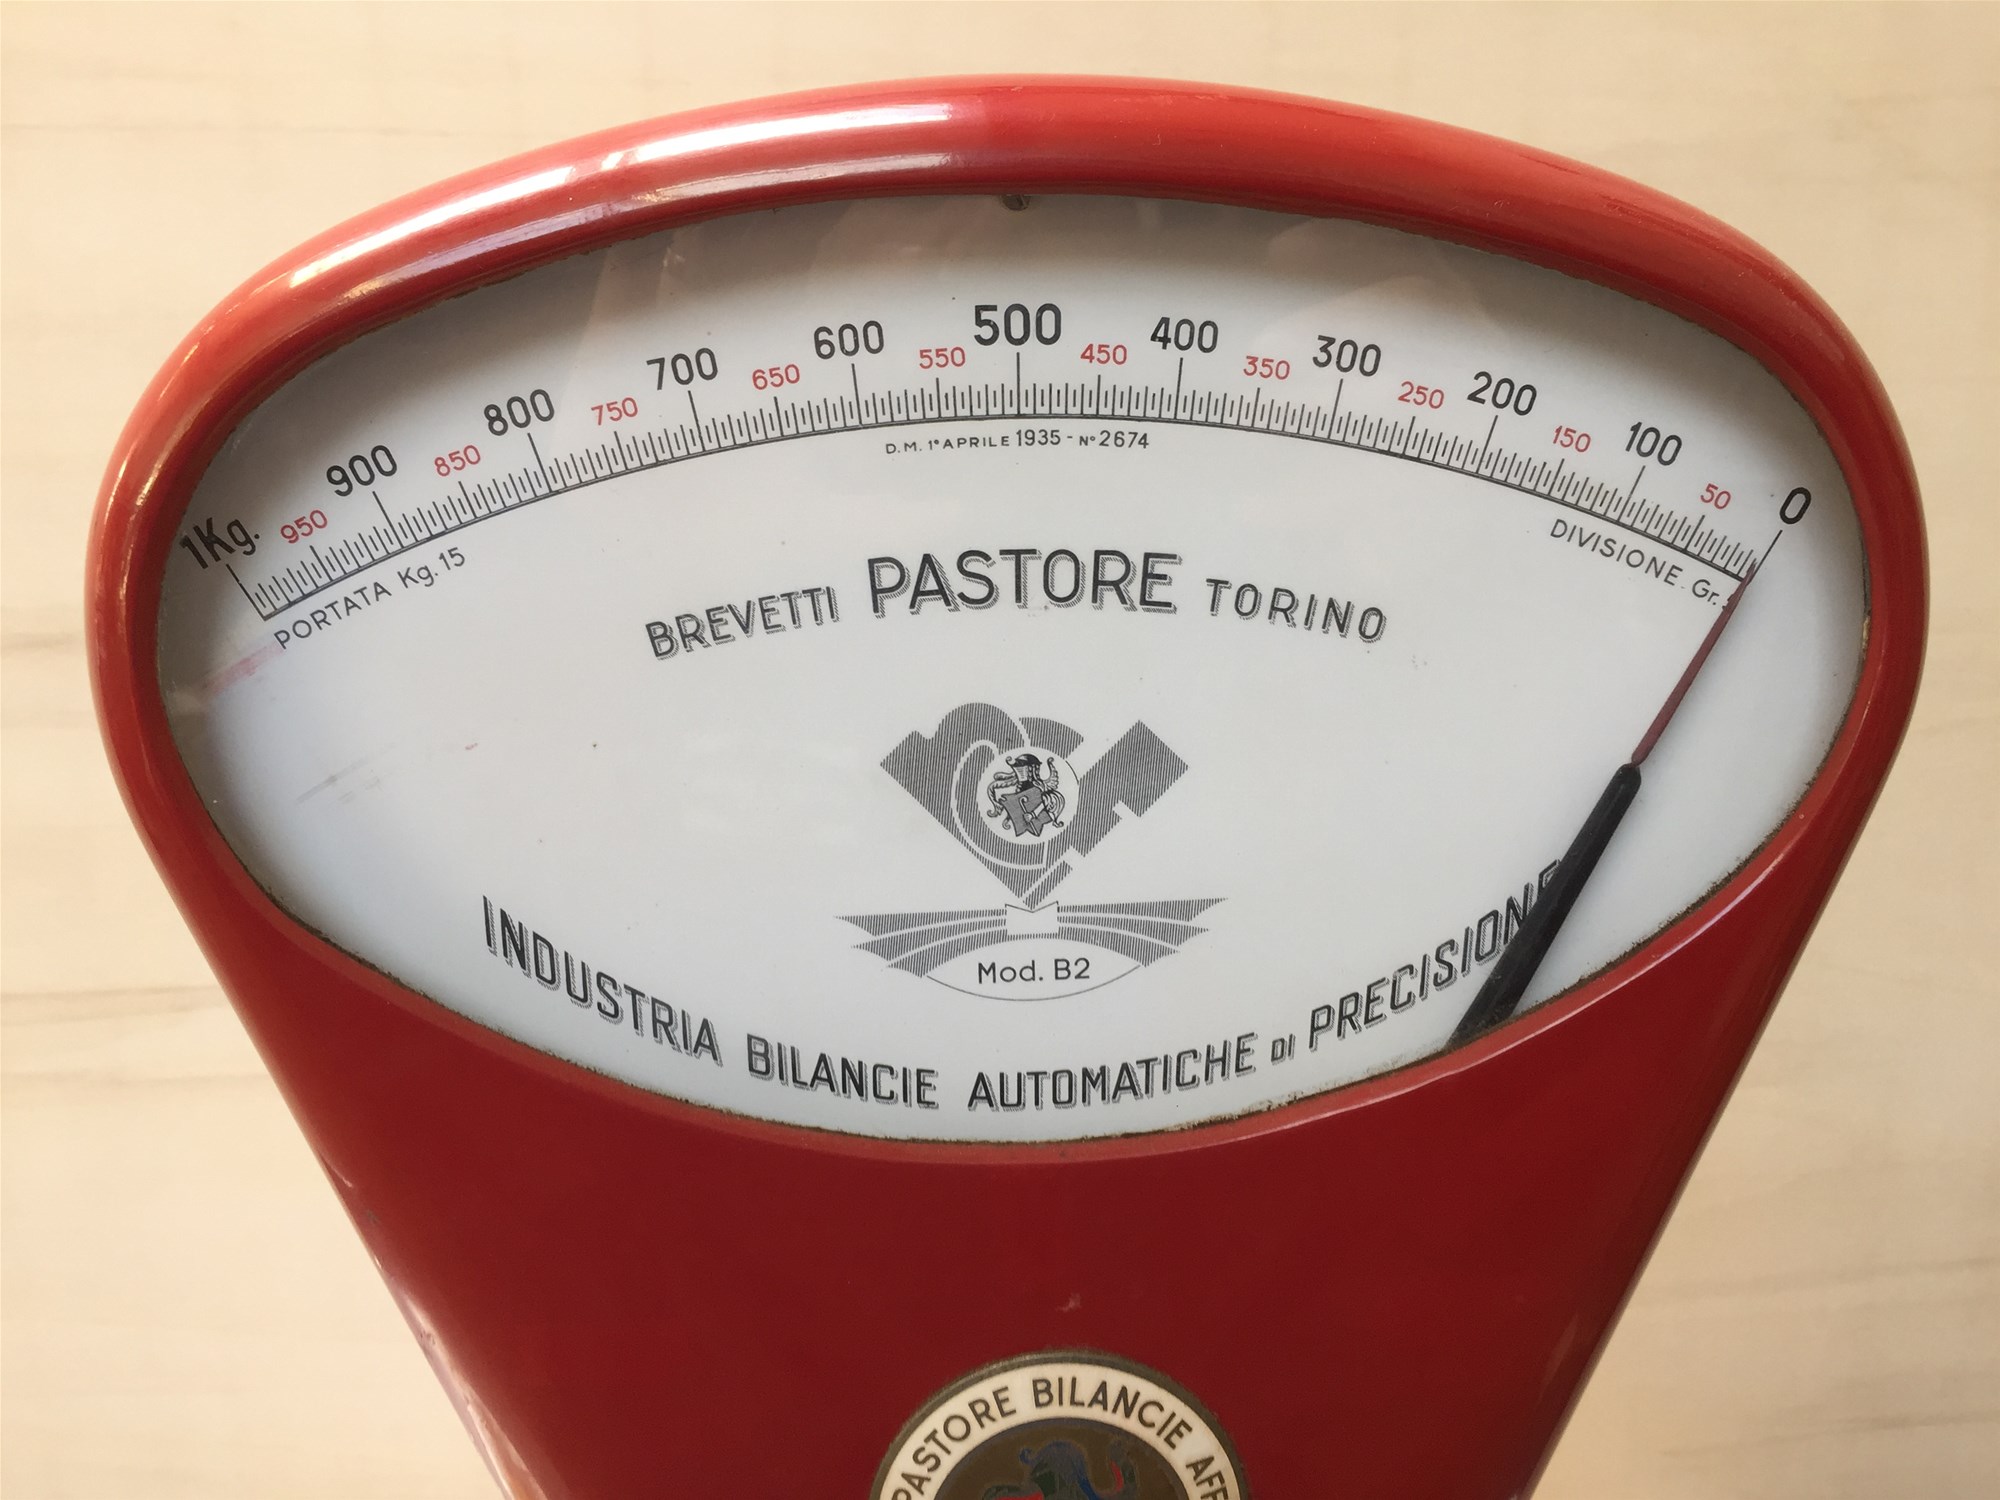 1Kg. 950 900 850 800 750 700 650 600 550 500 450 400 350 300 250 200 150 100 50 0
D.M. 1° APRILE 1935 - N° 2674
PORTATA Kg. 15
DIVISIONE Gr.
BREVETTI PASTORE TORINO
Mod. B2
INDUSTRIA BILANCIE AUTOMATICHE DI PRECISIONE
PASTORE BILANCIE